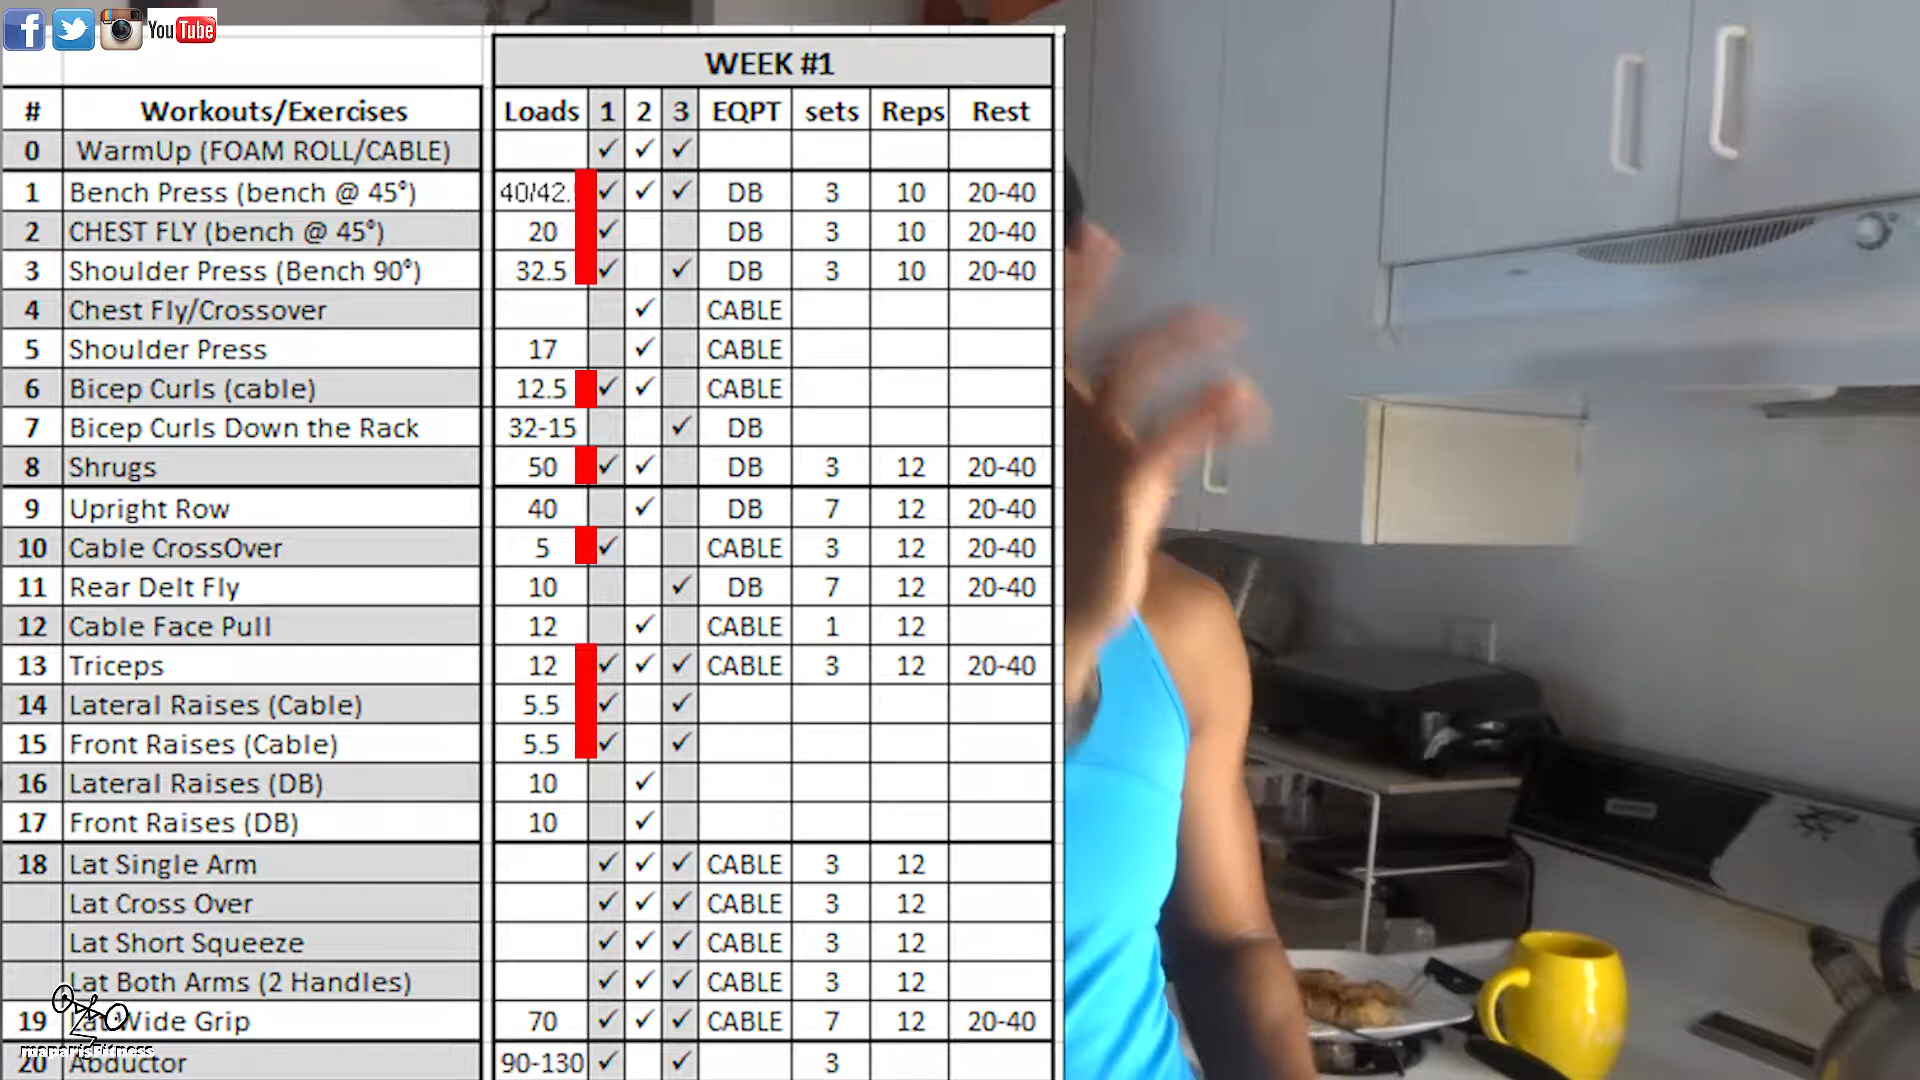 f You Tube
WEEK #1
# Workouts/Exercises Loads 1 2 3 EQPT sets Reps Rest
0 WarmUp (FOAM ROLL/CABLE) ✓ ✓ ✓
1 Bench Press (bench @ 45°) 40/42. ✓ ✓ ✓ DB 3 10 20-40
2 CHEST FLY (bench @ 45°) 20 ✓ DB 3 10 20-40
3 Shoulder Press (Bench 90°) 32.5 ✓ ✓ DB 3 10 20-40
4 Chest Fly/Crossover ✓ CABLE
5 Shoulder Press 17 ✓ CABLE
6 Bicep Curls (cable) 12.5 ✓ ✓ CABLE
7 Bicep Curls Down the Rack 32-15 ✓ DB
8 Shrugs 50 ✓ ✓ DB 3 12 20-40
9 Upright Row 40 ✓ DB 7 12 20-40
10 Cable CrossOver 5 ✓ CABLE 3 12 20-40
11 Rear Delt Fly 10 ✓ DB 7 12 20-40
12 Cable Face Pull 12 ✓ CABLE 1 12
13 Triceps 12 ✓ ✓ ✓ CABLE 3 12 20-40
14 Lateral Raises (Cable) 5.5 ✓ ✓
15 Front Raises (Cable) 5.5 ✓ ✓
16 Lateral Raises (DB) 10 ✓
17 Front Raises (DB) 10 ✓
18 Lat Single Arm ✓ ✓ ✓ CABLE 3 12
Lat Cross Over ✓ ✓ ✓ CABLE 3 12
Lat Short Squeeze ✓ ✓ ✓ CABLE 3 12
Lat Both Arms (2 Handles) ✓ ✓ ✓ CABLE 3 12
19 Lat Wide Grip 70 ✓ ✓ ✓ CABLE 7 12 20-40
20 Abductor 90-130 ✓ ✓ 3